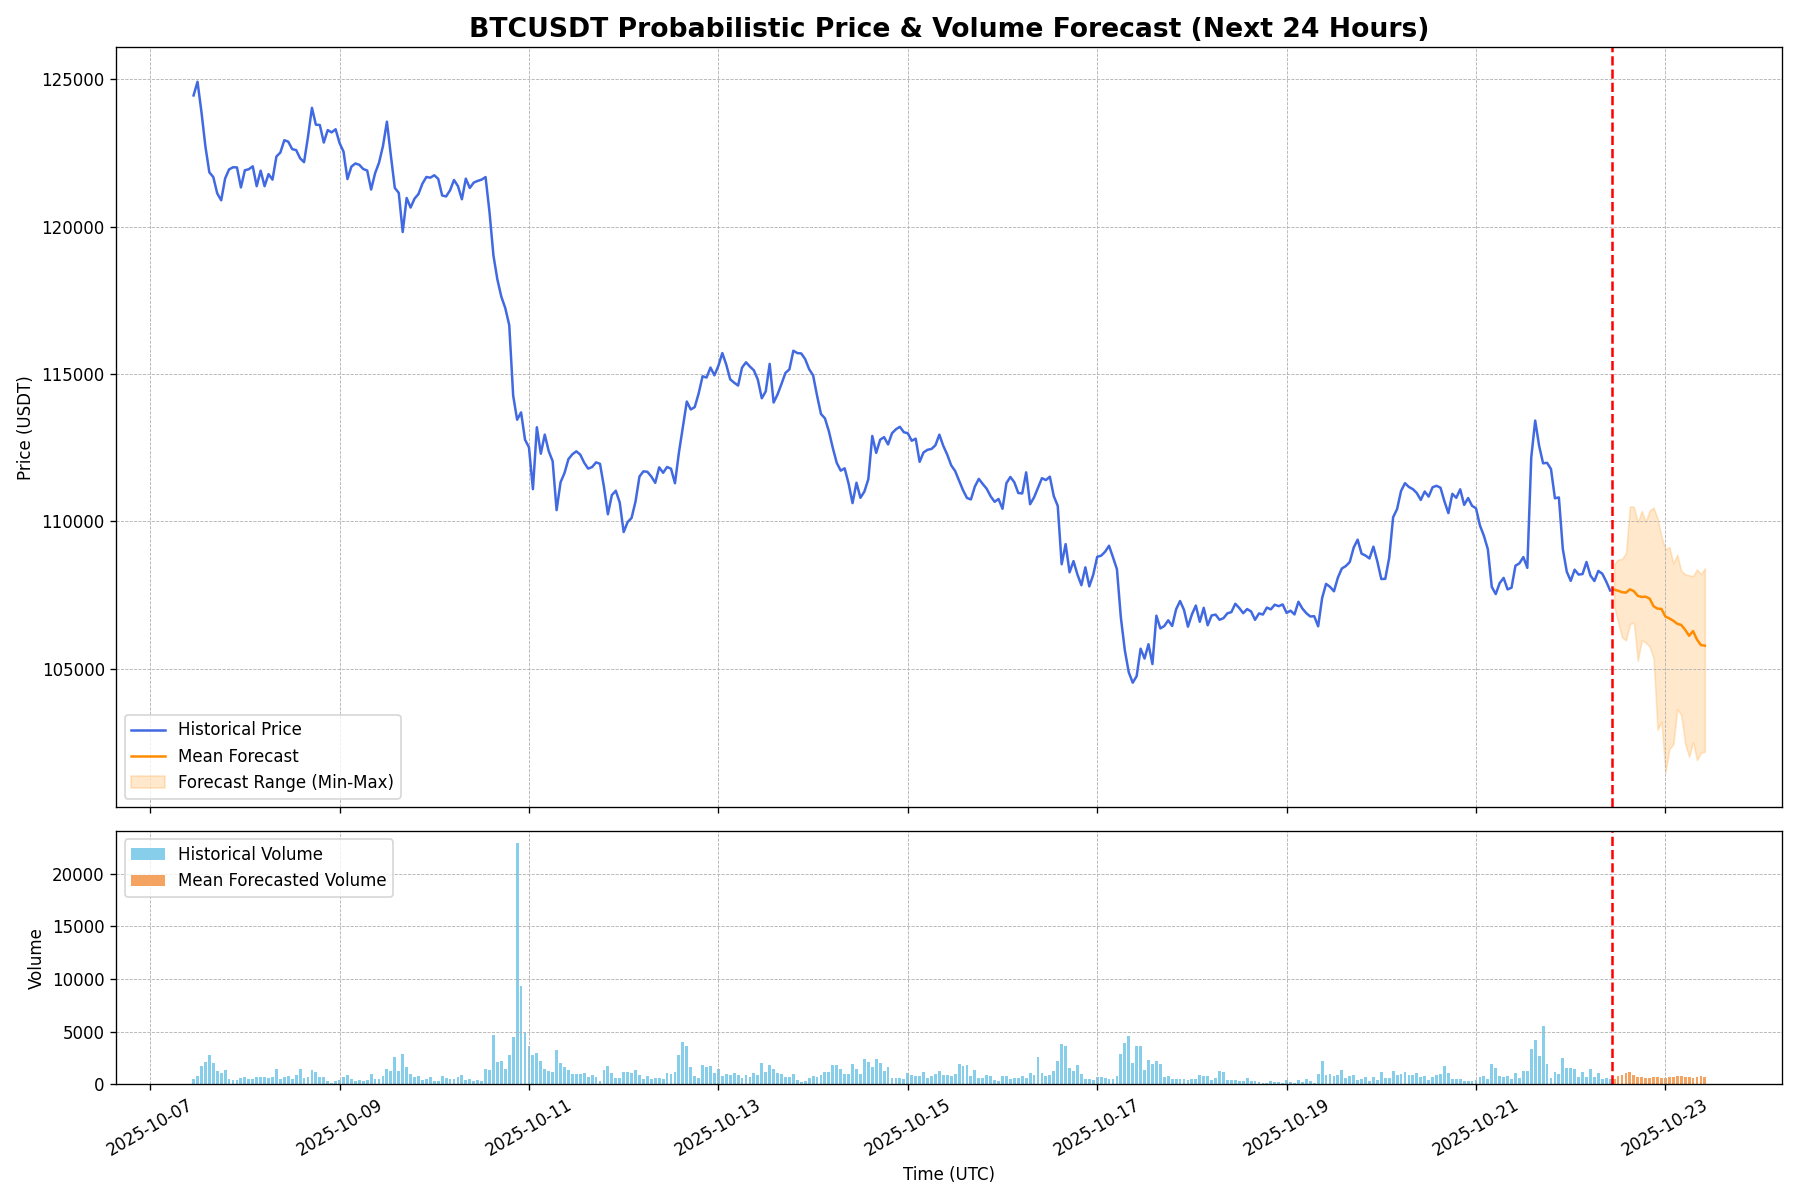 BTCUSDT Probabilistic Price & Volume Forecast (Next 24 Hours)
125000
120000
115000
110000
105000
Price (USDT)
Historical Price
Mean Forecast
Forecast Range (Min-Max)
Historical Volume
Mean Forecasted Volume
20000
15000
10000
5000
0
Volume
2025-10-07
2025-10-09
2025-10-11
2025-10-13
2025-10-15
2025-10-17
2025-10-19
2025-10-21
2025-10-23
Time (UTC)